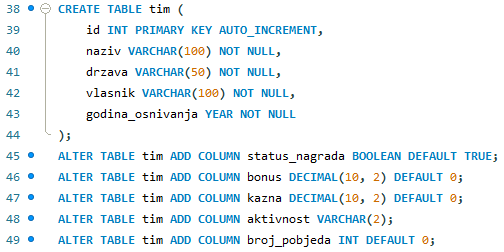 38 CREATE TABLE tim (
39 id INT PRIMARY KEY AUTO_INCREMENT,
40 naziv VARCHAR(100) NOT NULL,
41 drzava VARCHAR(50) NOT NULL,
42 vlasnik VARCHAR(100) NOT NULL,
43 godina_osnivanja YEAR NOT NULL
44 );
45 ALTER TABLE tim ADD COLUMN status_nagrada BOOLEAN DEFAULT TRUE;
46 ALTER TABLE tim ADD COLUMN bonus DECIMAL(10, 2) DEFAULT 0;
47 ALTER TABLE tim ADD COLUMN kazna DECIMAL(10, 2) DEFAULT 0;
48 ALTER TABLE tim ADD COLUMN aktivnost VARCHAR(2);
49 ALTER TABLE tim ADD COLUMN broj_pobjeda INT DEFAULT 0;